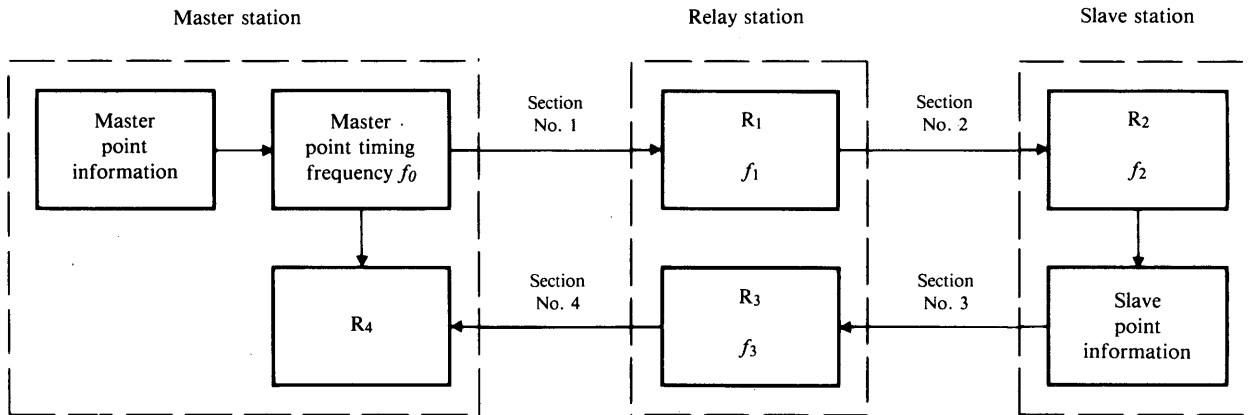 Master station
Relay station
Slave station
Master
point
information
Master
point timing
frequency f0
Section
No. 1
R1
f1
Section
No. 2
R2
f2
R4
Section
No. 4
R3
f3
Section
No. 3
Slave
point
information